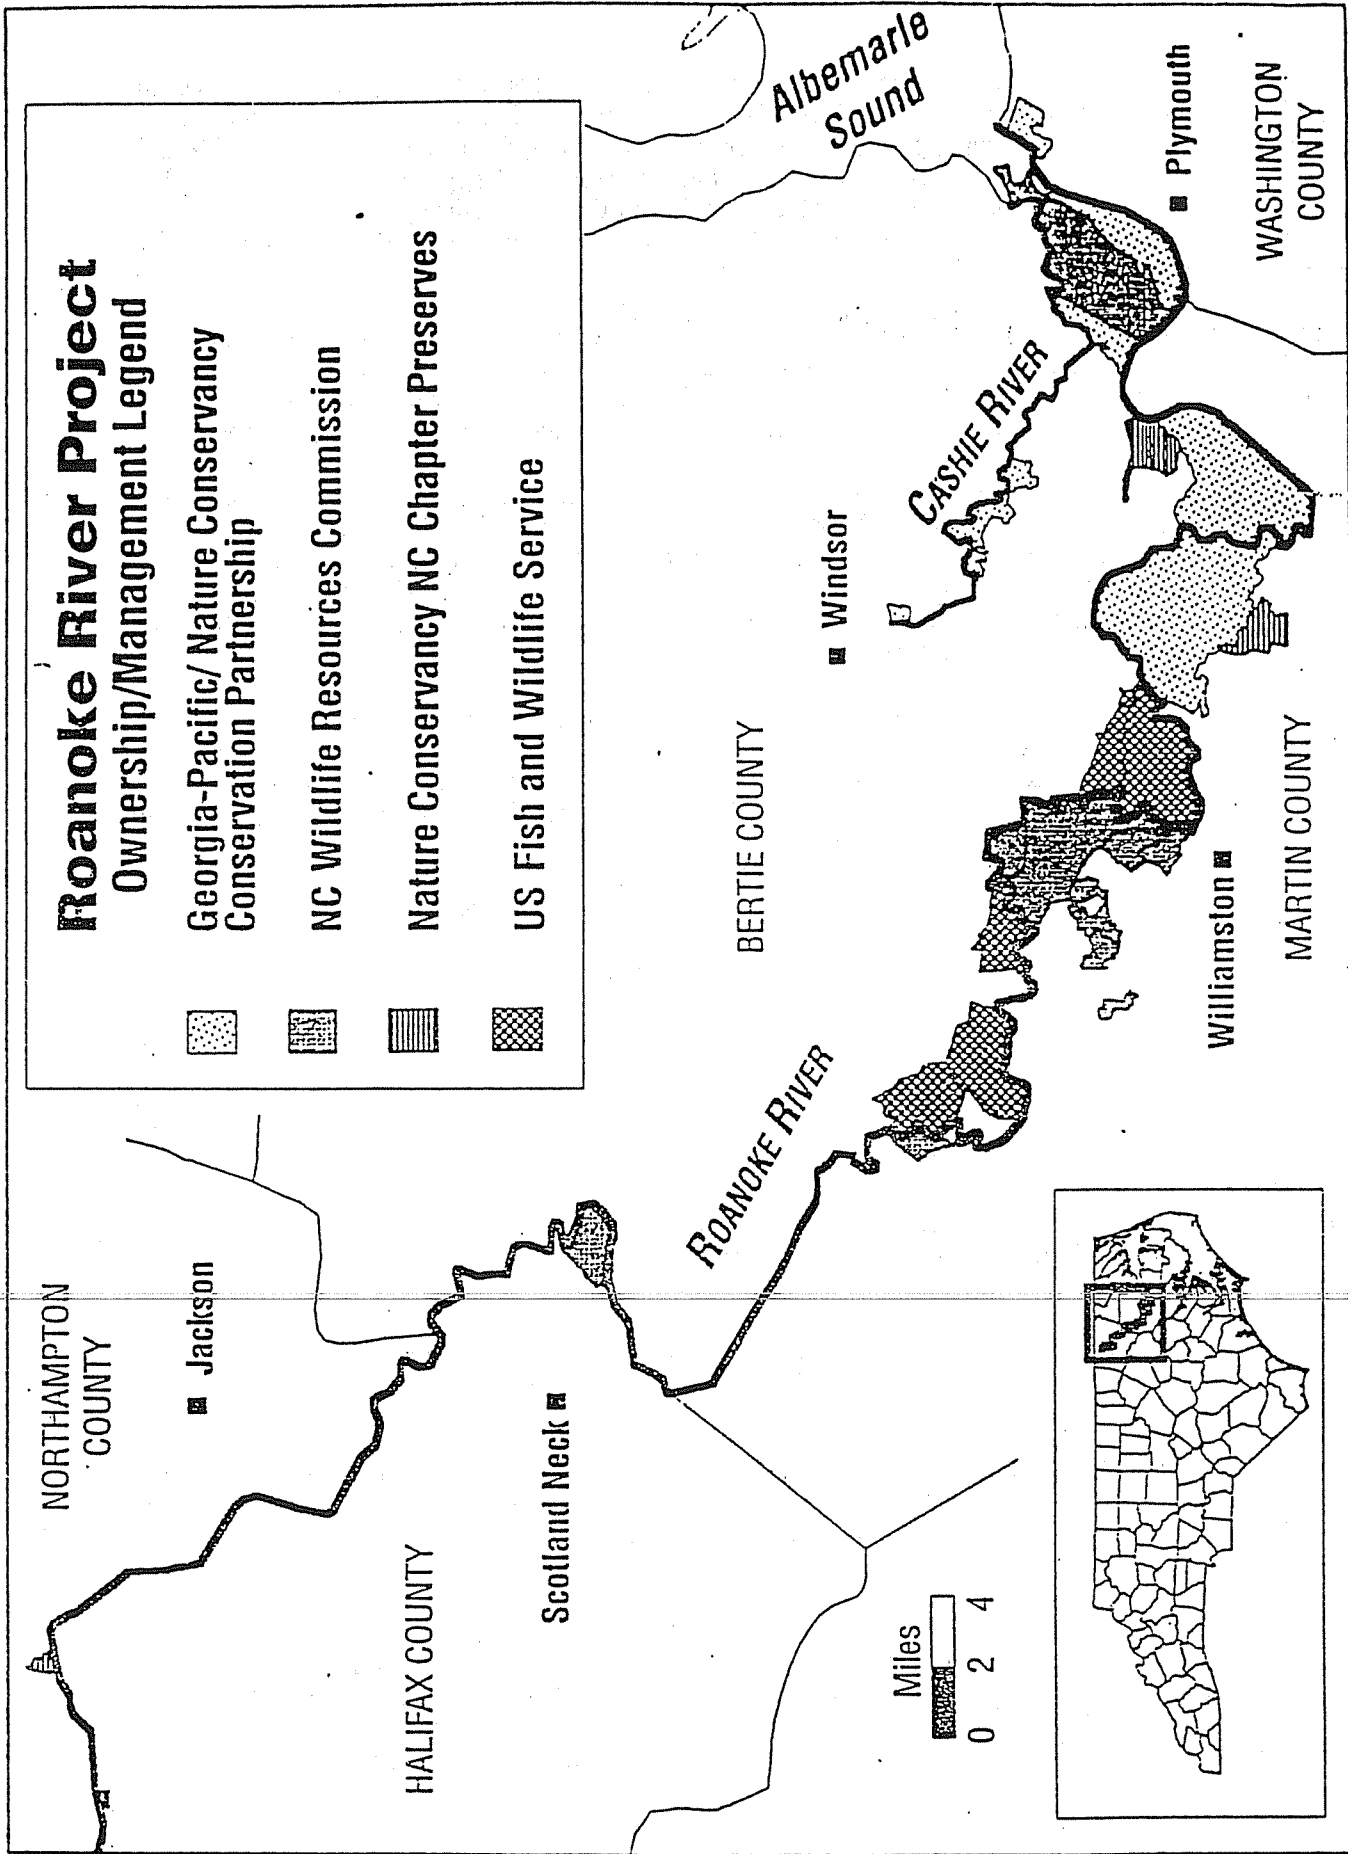 Roanoke River Project
Ownership/Management Legend
Georgia-Pacific/ Nature Conservancy
Conservation Partnership
NC Wildlife Resources Commission
Nature Conservancy NC Chapter Preserves
US Fish and Wildlife Service
NORTHAMPTON
COUNTY
Jackson
HALIFAX COUNTY
Scotland Neck
ROANOKE RIVER
BERTIE COUNTY
Windsor
CASHIE RIVER
Albemarle
Sound
Plymouth
WASHINGTON
COUNTY
Williamston
MARTIN COUNTY
Miles
0 2 4